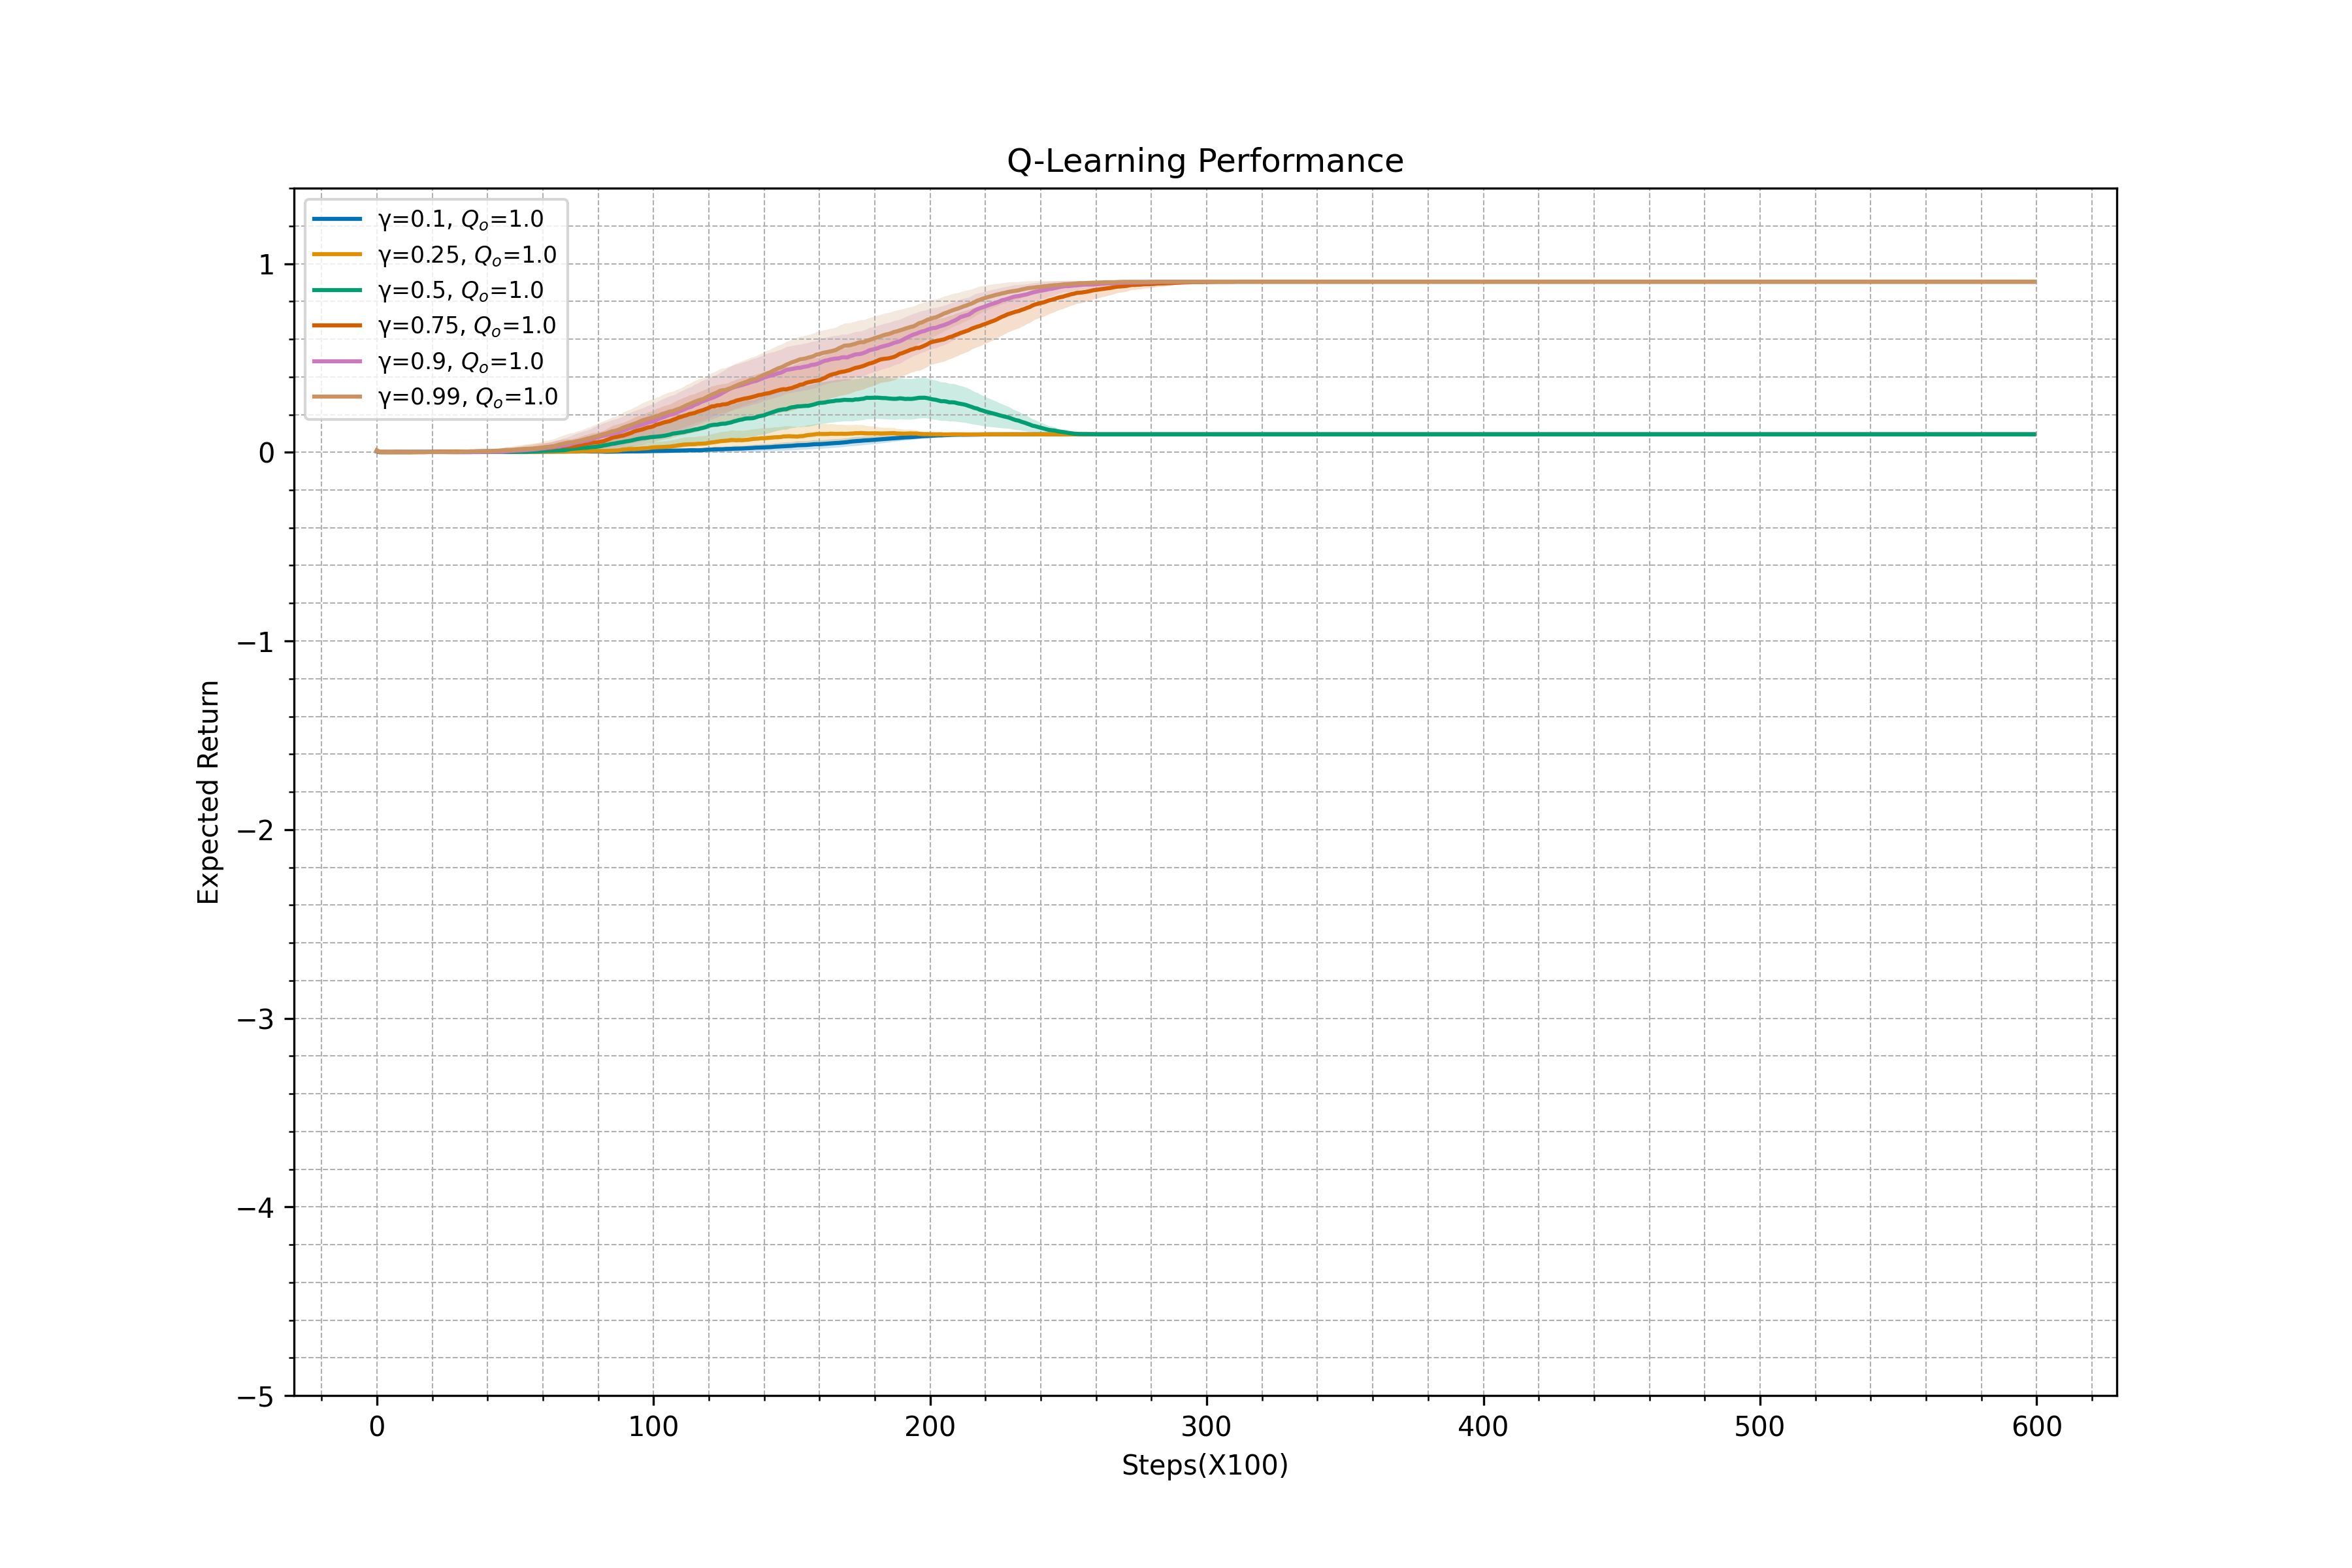 Q-Learning Performance
γ=0.1, Qo=1.0
γ=0.25, Qo=1.0
γ=0.5, Qo=1.0
γ=0.75, Qo=1.0
γ=0.9, Qo=1.0
γ=0.99, Qo=1.0
Expected Return
1
0
−1
−2
−3
−4
−5
0 100 200 300 400 500 600
Steps(X100)